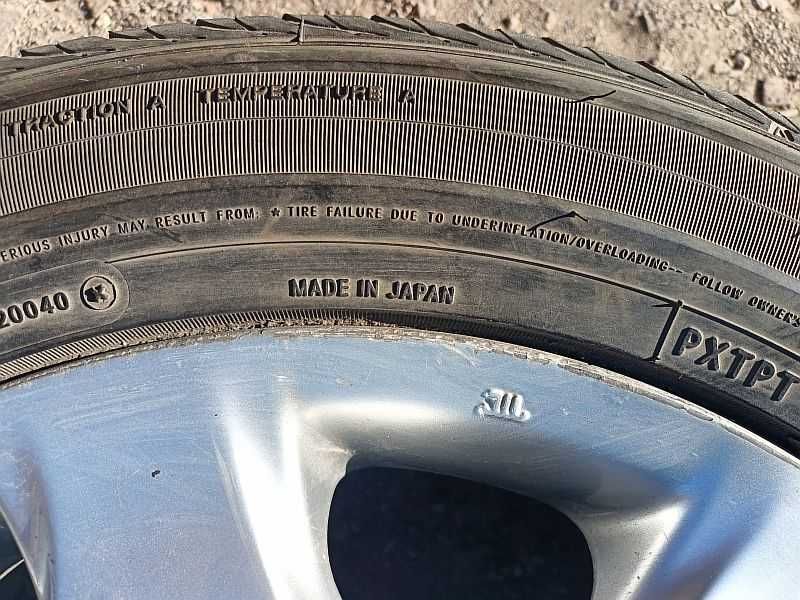 TRACTION A TEMPERATURE A
ERIOUS INJURY MAY RESULT FROM: * TIRE FAILURE DUE TO UNDERINFLATION/OVERLOADING-- FOLLOW OWNER'S
20040
MADE IN JAPAN
PXTPT